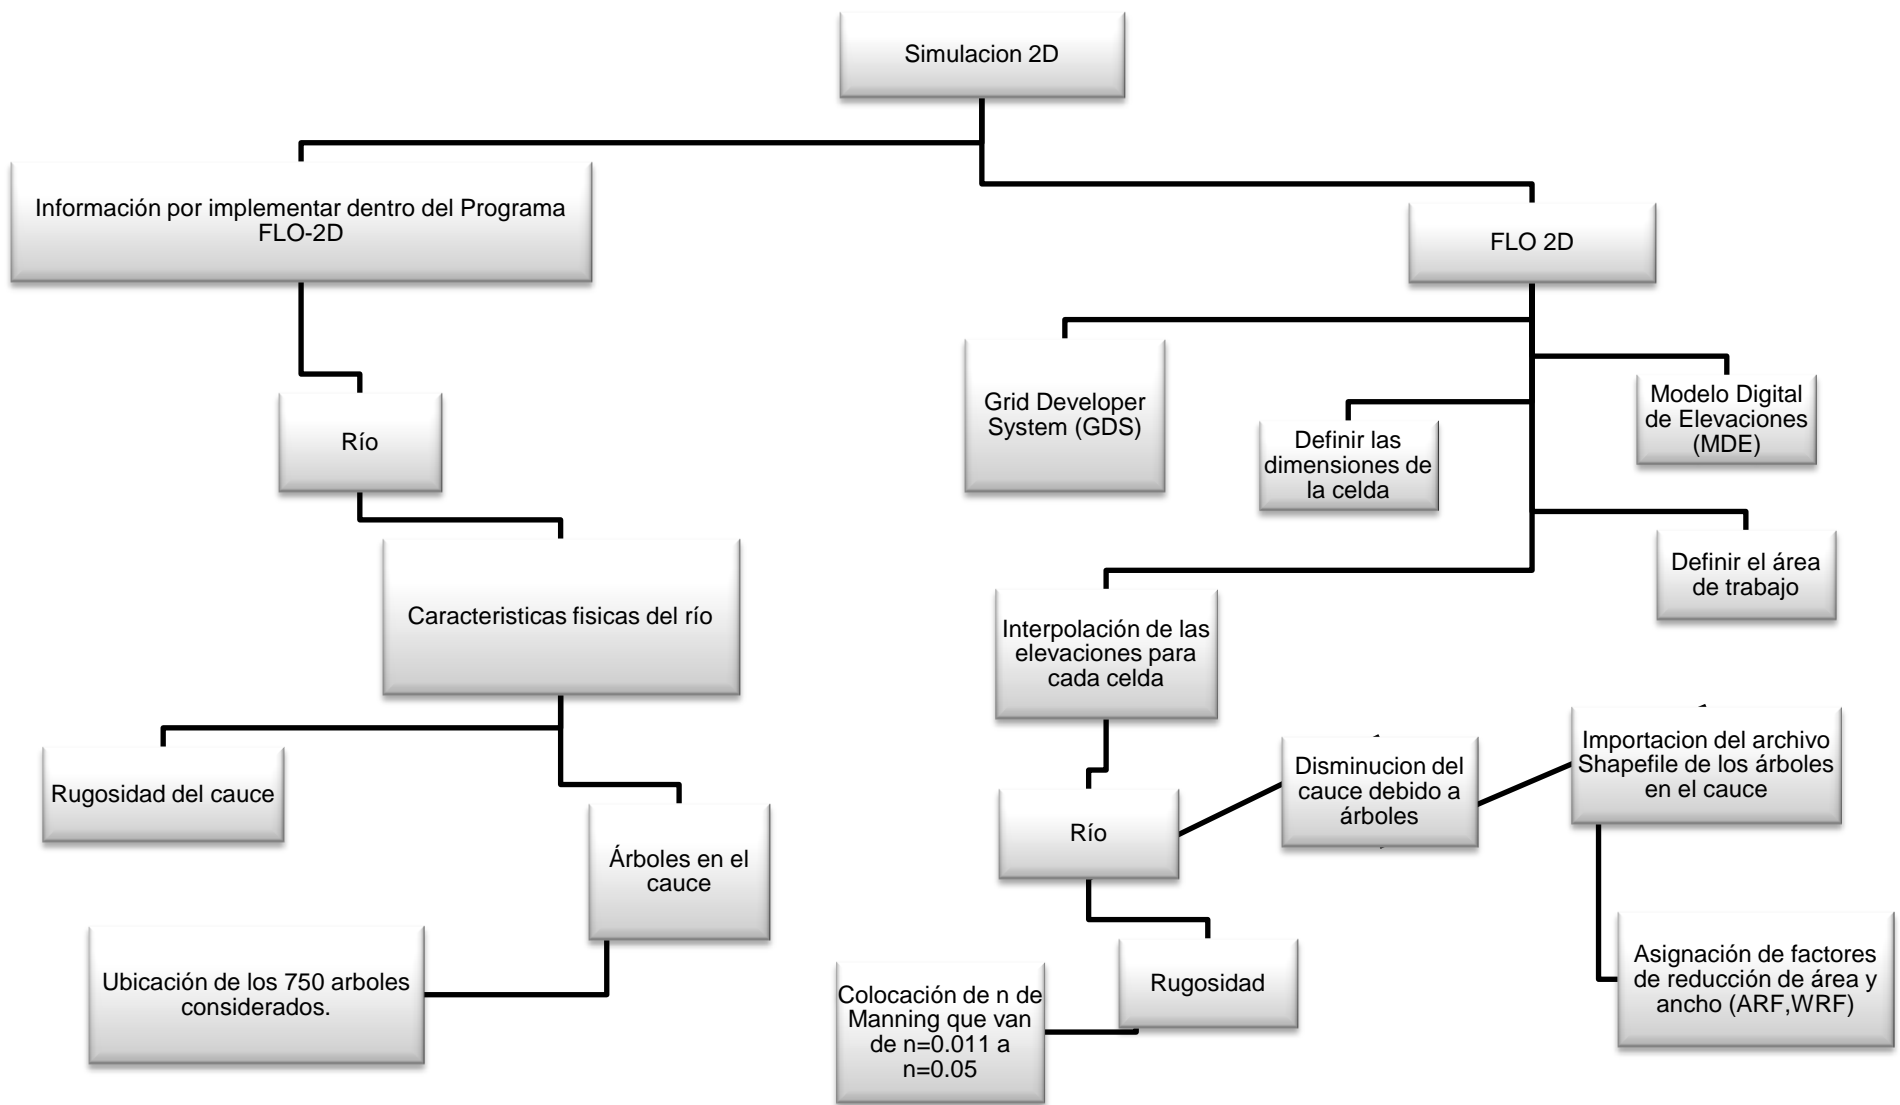 Simulacion 2D
Información por implementar dentro del Programa
FLO-2D
FLO 2D
Río
Grid Developer
System (GDS)
Definir las
dimensiones de
la celda
Modelo Digital
de Elevaciones
(MDE)
Caracteristicas fisicas del río
Definir el área
de trabajo
Interpolación de las
elevaciones para
cada celda
Rugosidad del cauce
Árboles en el
cauce
Río
Disminucion del
cauce debido a
árboles
Importacion del archivo
Shapefile de los árboles
en el cauce
Ubicación de los 750 arboles
considerados.
Colocación de n de
Manning que van
de n=0.011 a
n=0.05
Rugosidad
Asignación de factores
de reducción de área y
ancho (ARF,WRF)